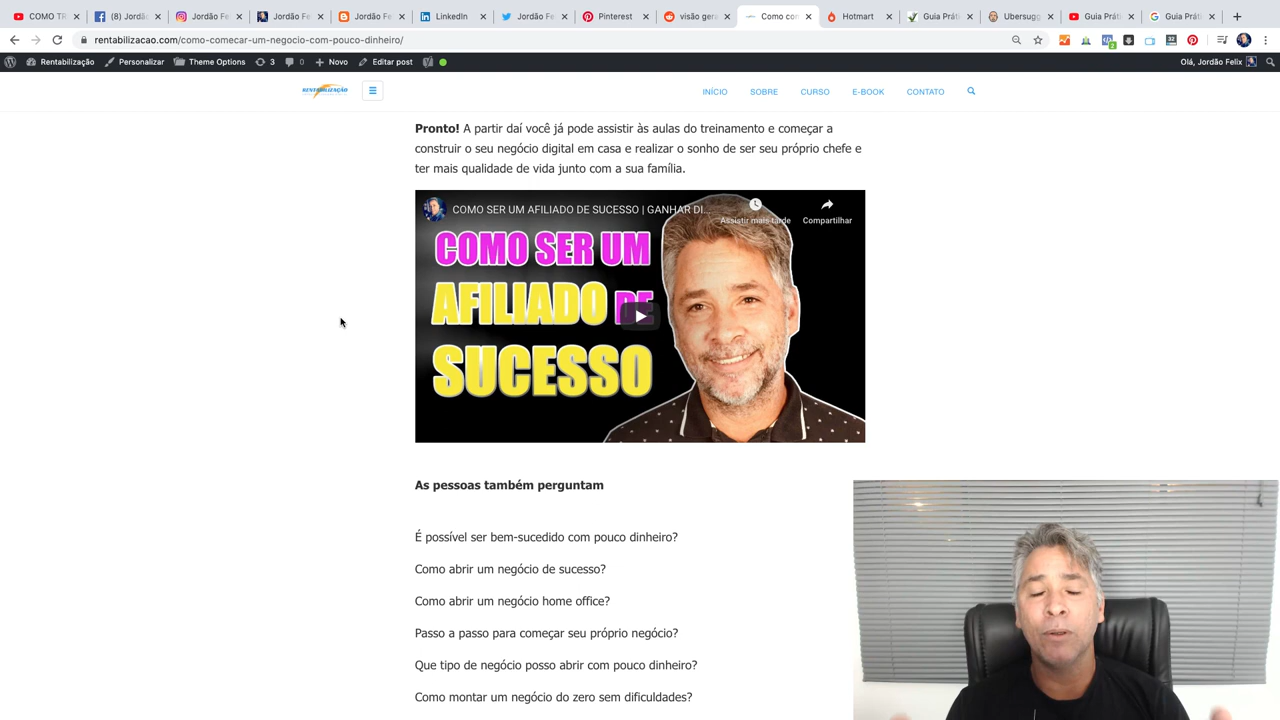 COMO TR
(8) Jordão
Jordão Fe
Jordão Fe
Jordão Fe
LinkedIn
Jordão Fe
Pinterest
visão gera
Como con
Hotmart
Guia Prát
Ubersugg
Guia Prát
Guia Prát
rentabilizacao.com/como-comecar-um-negocio-com-pouco-dinheiro/
Rentabilização
Personalizar
Theme Options
3
0
Novo
Editar post
Olá, Jordão Felix
RENTABILIZAÇÃO
INÍCIO
SOBRE
CURSO
E-BOOK
CONTATO
Pronto! A partir daí você já pode assistir às aulas do treinamento e começar a
construir o seu negócio digital em casa e realizar o sonho de ser seu próprio chefe e
ter mais qualidade de vida junto com a sua família.
COMO SER UM AFILIADO DE SUCESSO | GANHAR DI...
Assistir mais tarde
Compartilhar
COMO SER UM
AFILIADO DE
SUCESSO
As pessoas também perguntam
É possível ser bem-sucedido com pouco dinheiro?
Como abrir um negócio de sucesso?
Como abrir um negócio home office?
Passo a passo para começar seu próprio negócio?
Que tipo de negócio posso abrir com pouco dinheiro?
Como montar um negócio do zero sem dificuldades?